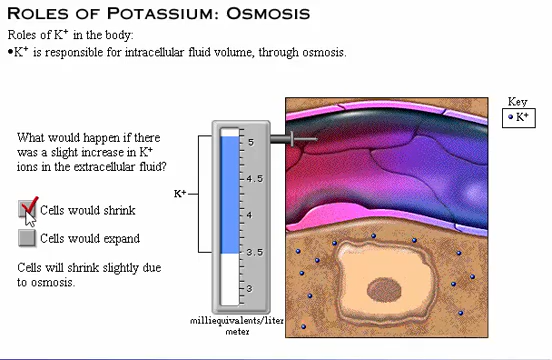 ROLES OF POTASSIUM: OSMOSIS
Roles of K+ in the body:
•K+ is responsible for intracellular fluid volume, through osmosis.
Key
K+
What would happen if there
was a slight increase in K+
ions in the extracellular fluid?
Cells would shrink
Cells would expand
Cells will shrink slightly due
to osmosis.
K+
5
4.5
4
3.5
3
milliequivalents/liter
meter